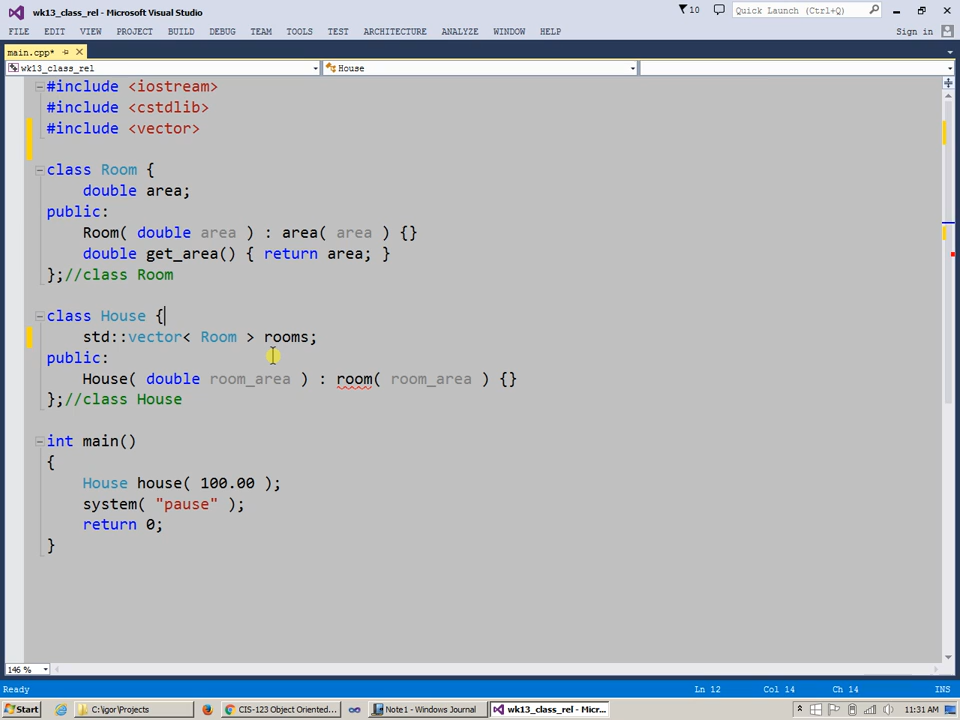 wk13_class_rel - Microsoft Visual Studio
10
Quick Launch (Ctrl+Q)
FILE EDIT VIEW PROJECT BUILD DEBUG TEAM TOOLS TEST ARCHITECTURE ANALYZE WINDOW HELP
Sign in
main.cpp*
wk13_class_rel
House
#include <iostream>
#include <cstdlib>
#include <vector>
class Room {
double area;
public:
Room( double area ) : area( area ) {}
double get_area() { return area; }
};//class Room
class House {
std::vector< Room > rooms;
public:
House( double room_area ) : room( room_area ) {}
};//class House
int main()
{
House house( 100.00 );
system( "pause" );
return 0;
}
146 %
Ready
Ln 12
Col 14
Ch 14
INS
Start
C:\igor\Projects
CIS-123 Object Oriented...
Note1 - Windows Journal
wk13_class_rel - Mic...
11:31 AM